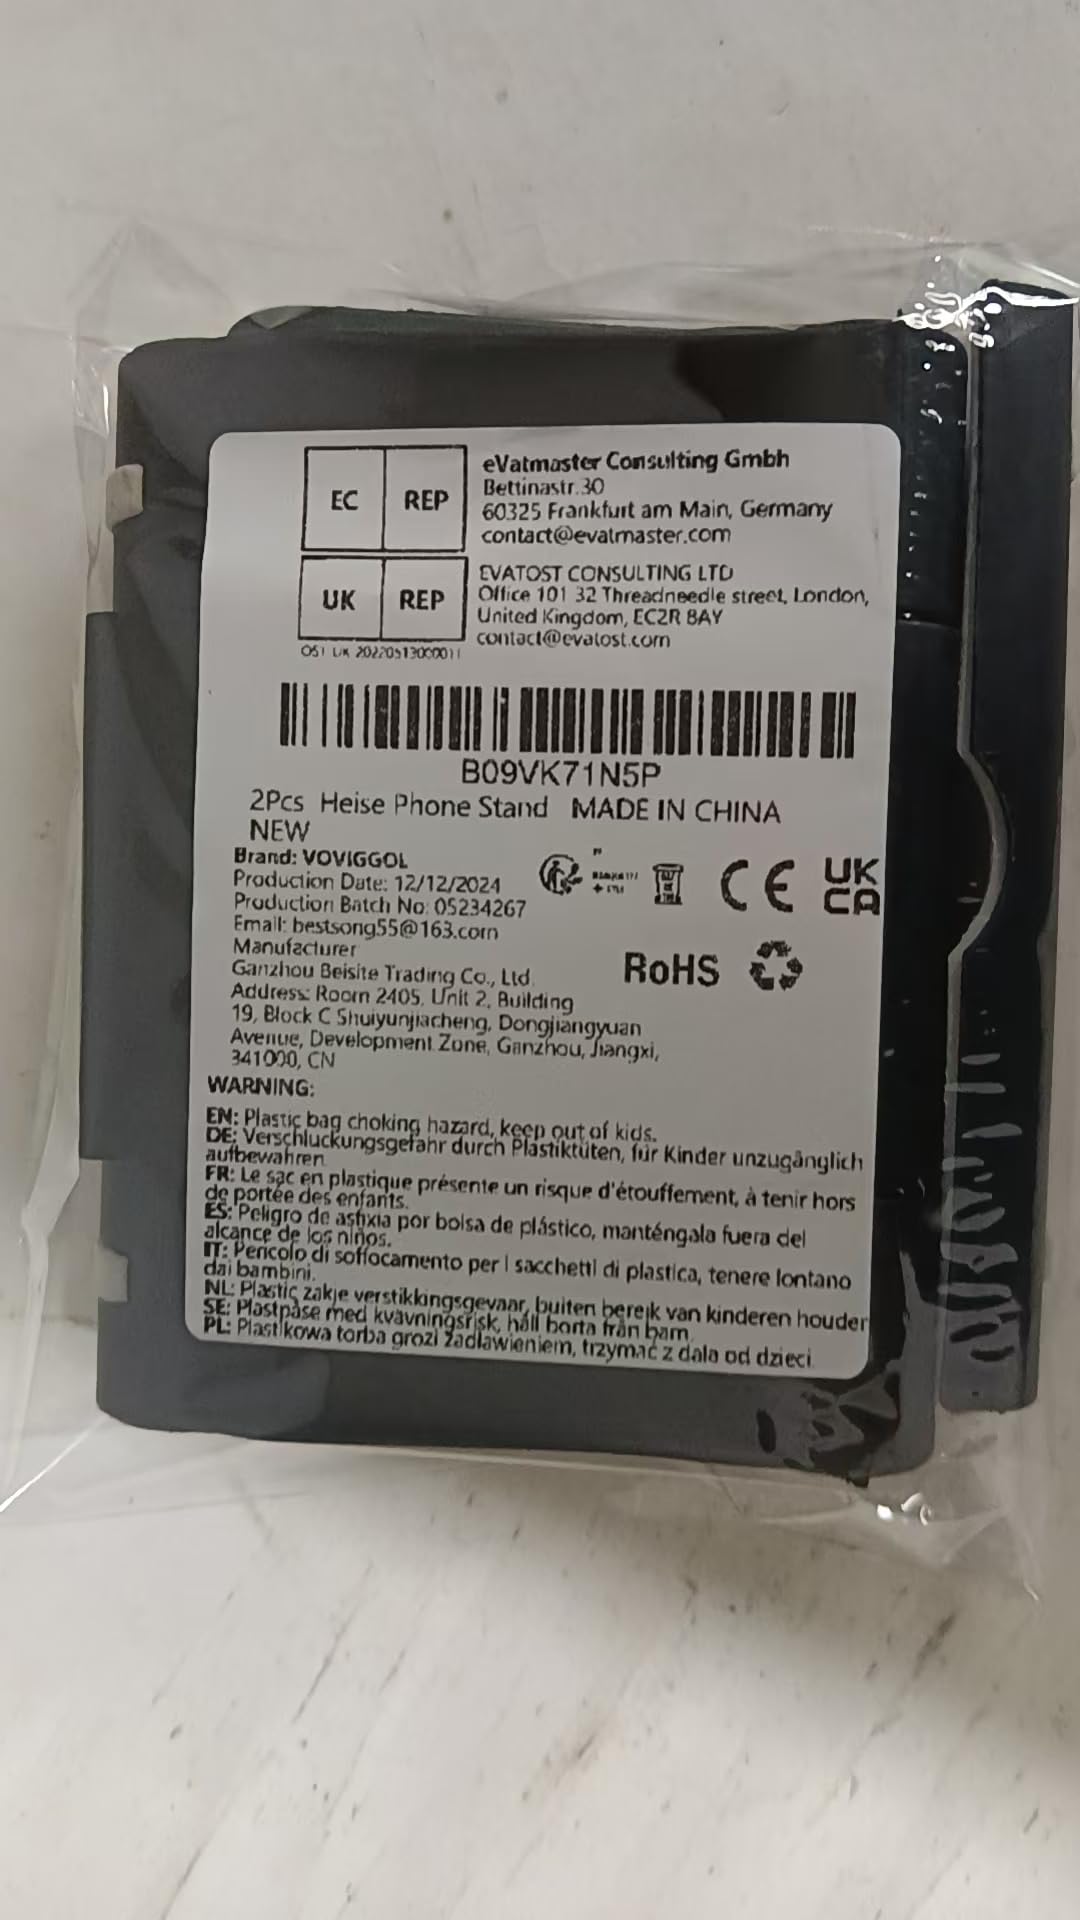 EC REP
eVatmaster Consulting Gmbh
Bettinastr.30
60325 Frankfurt am Main, Germany
contact@evatmaster.com
UK REP
EVATOST CONSULTING LTD
Office 101 32 Threadneedle street, London,
United Kingdom, EC2R 8AY
contact@evatost.com
B09VK71N5P
2Pcs Heise Phone Stand MADE IN CHINA
NEW
Brand: VOVIGGOL
Production Date: 12/12/2024
Production Batch No: 05234267
Email: bestsong55@163.com
Manufacturer
Ganzhou Beisite Trading Co., Ltd.
Address: Room 2405, Unit 2, Building
19, Block C Shuiyunjiacheng, Dongjiangyuan
Avenue, Development Zone, Ganzhou, Jiangxi,
341000, CN
CE
UK
CA
RoHS
WARNING:
EN: Plastic bag choking hazard, keep out of kids.
DE: Verschluckungsgefahr durch Plastiktüten, für Kinder unzugänglich
aufbewahren
FR: Le sac en plastique présente un risque d'étouffement, à tenir hors
de portée des enfants.
ES: Peligro de asfixia por bolsa de plástico, manténgala fuera del
alcance de los niños.
IT: Pericolo di soffocamento per I sacchetti di plastica, tenere lontano
dai bambini.
NL: Plastic zakje verstikkingsgevaar, buiten bereik van kinderen houder
SE: Plastpåse med kvävningsrisk, håll borta från barn
PL: Plastikowa torba grozi zadławieniem, trzymać z dala od dzieci